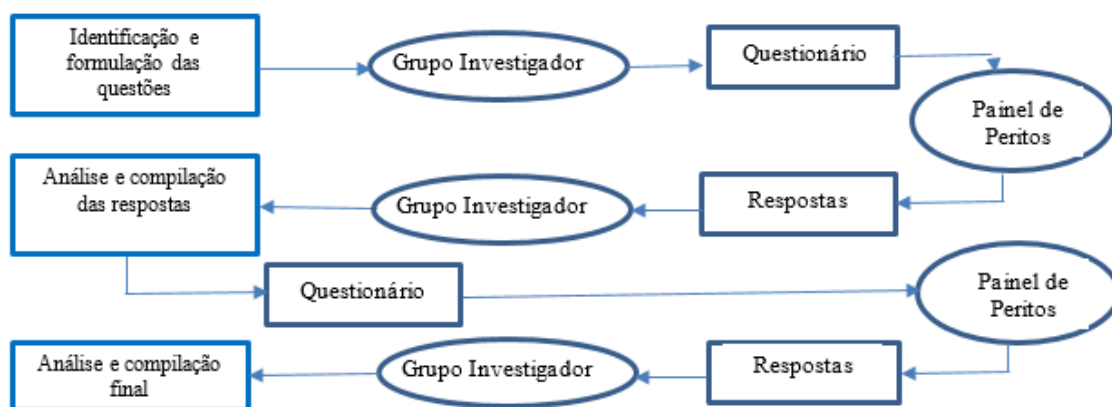 Identificação e
formulação das
questões
Grupo Investigador
Questionário
Painel de
Peritos
Análise e compilação
das respostas
Grupo Investigador
Respostas
Questionário
Painel de
Peritos
Análise e compilação
final
Grupo Investigador
Respostas